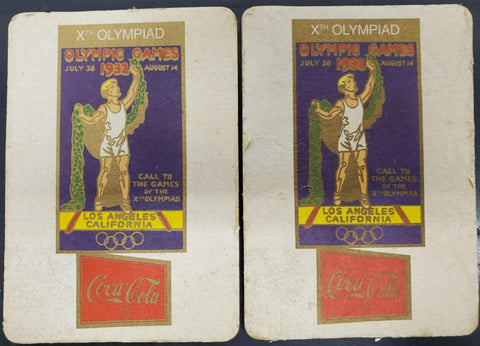 XTH OLYMPIAD
OLYMPIC GAMES
JULY 30 1932 AUGUST 14
CALL TO
THE GAMES
OF THE
XTH OLYMPIAD
LOS ANGELES
CALIFORNIA
Coca-Cola
XTH OLYMPIAD
OLYMPIC GAMES
JULY 30 1932 AUGUST 14
CALL TO
THE GAMES
OF THE
XTH OLYMPIAD
LOS ANGELES
CALIFORNIA
Coca-Cola